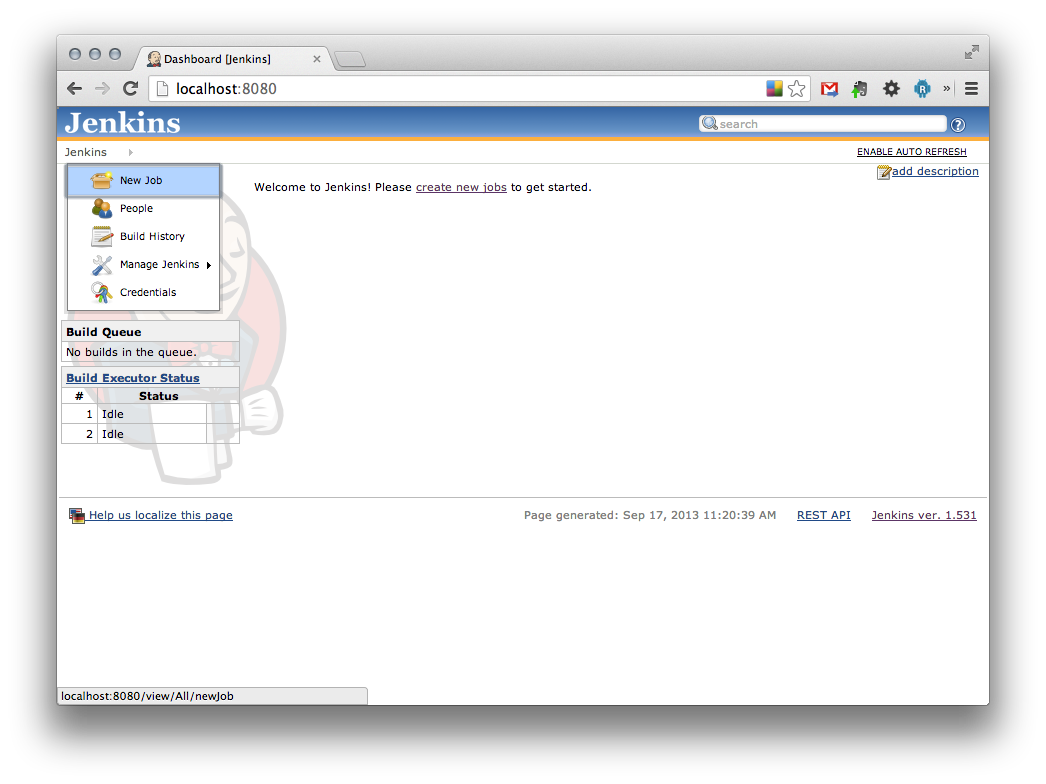 Dashboard [Jenkins]
localhost:8080
Jenkins
search
Jenkins
ENABLE AUTO REFRESH
add description
New Job
People
Build History
Manage Jenkins
Credentials
Welcome to Jenkins! Please create new jobs to get started.
Build Queue
No builds in the queue.
Build Executor Status
# Status
1 Idle
2 Idle
Help us localize this page Page generated: Sep 17, 2013 11:20:39 AM REST API Jenkins ver. 1.531
localhost:8080/view/All/newJob